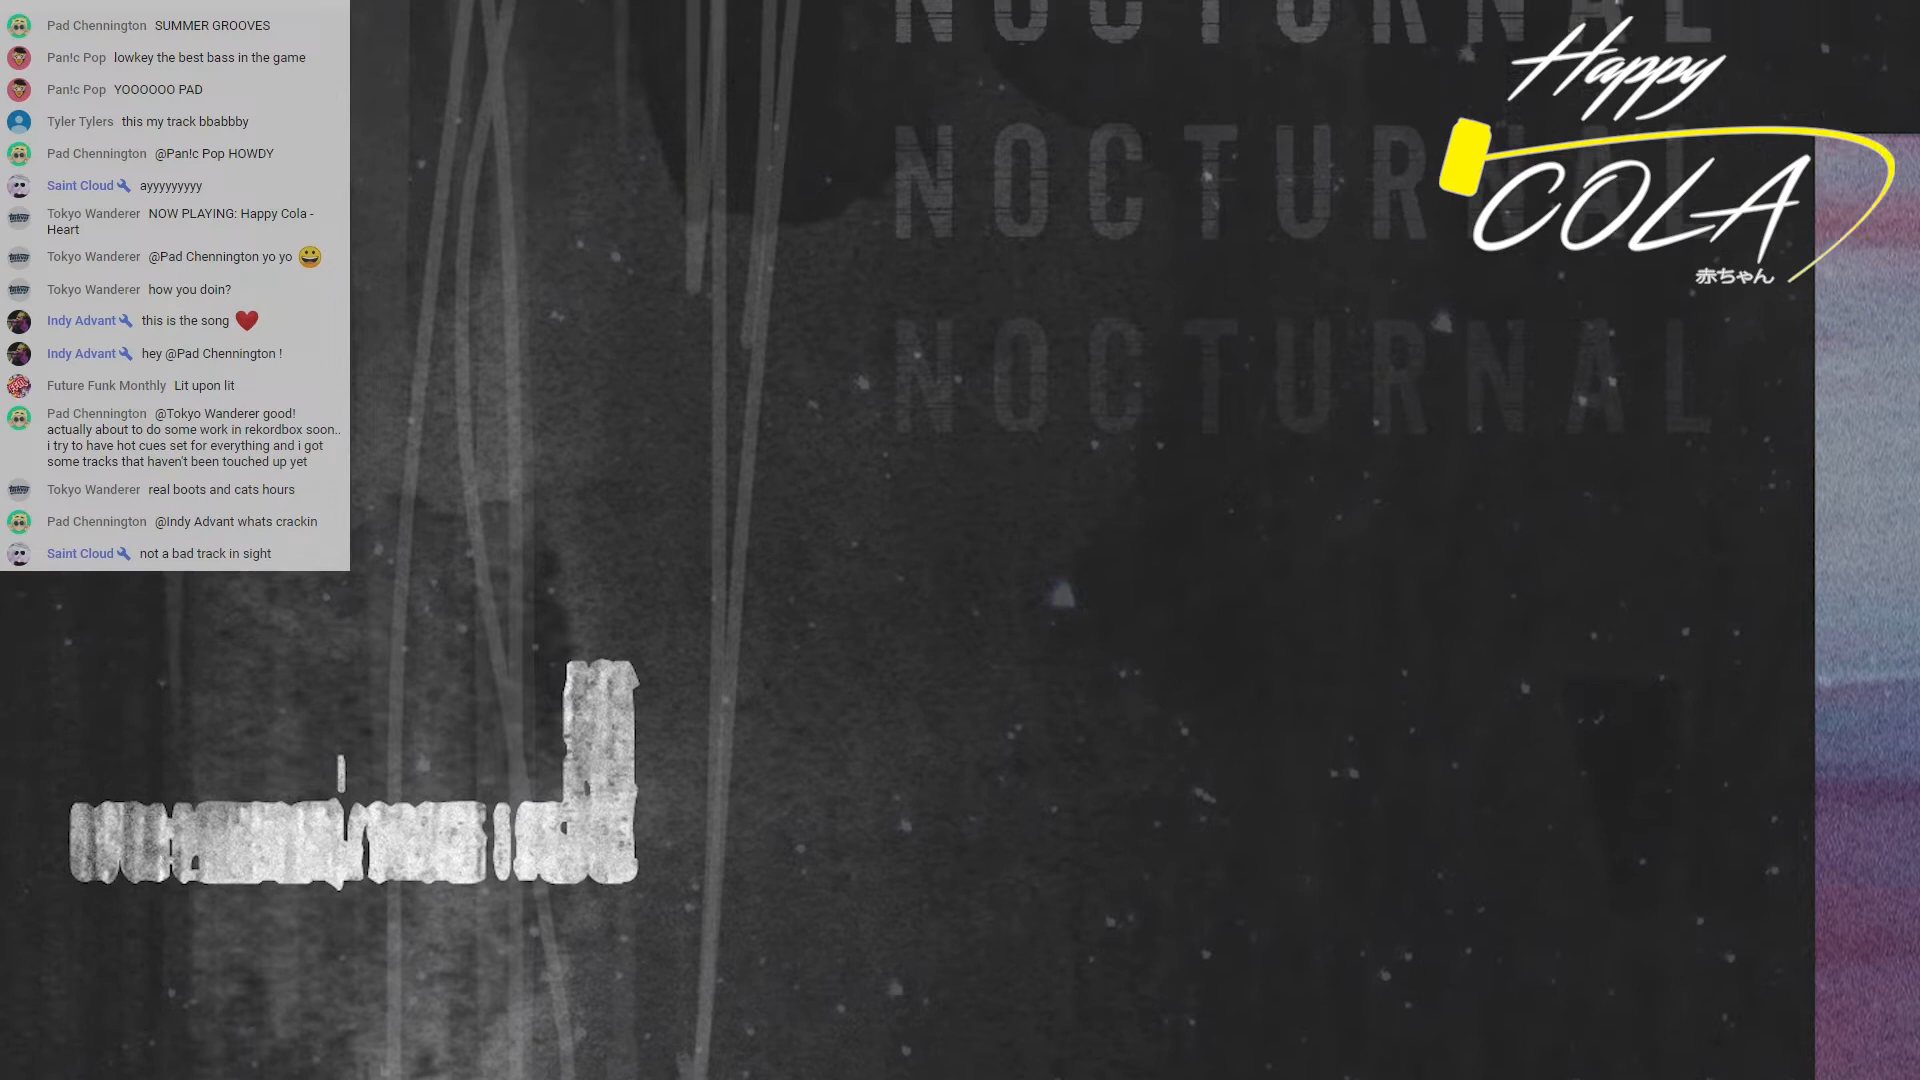 Pad Chennington SUMMER GROOVES
Pan!c Pop lowkey the best bass in the game
Pan!c Pop YOOOOOO PAD
Tyler Tylers this my track bbabbby
Pad Chennington @Pan!c Pop HOWDY
Saint Cloud ayyyyyyyyy
Tokyo Wanderer NOW PLAYING: Happy Cola -
Heart
Tokyo Wanderer @Pad Chennington yo yo 😀
Tokyo Wanderer how you doin?
Indy Advant this is the song ❤️
Indy Advant hey @Pad Chennington !
Future Funk Monthly Lit upon lit
Pad Chennington @Tokyo Wanderer good!
actually about to do some work in rekordbox soon..
i try to have hot cues set for everything and i got
some tracks that haven't been touched up yet
Tokyo Wanderer real boots and cats hours
Pad Chennington @Indy Advant whats crackin
Saint Cloud not a bad track in sight
NOCTURNAL
NOCTURNAL
NOCTURNAL
Happy
COLA
赤ちゃん